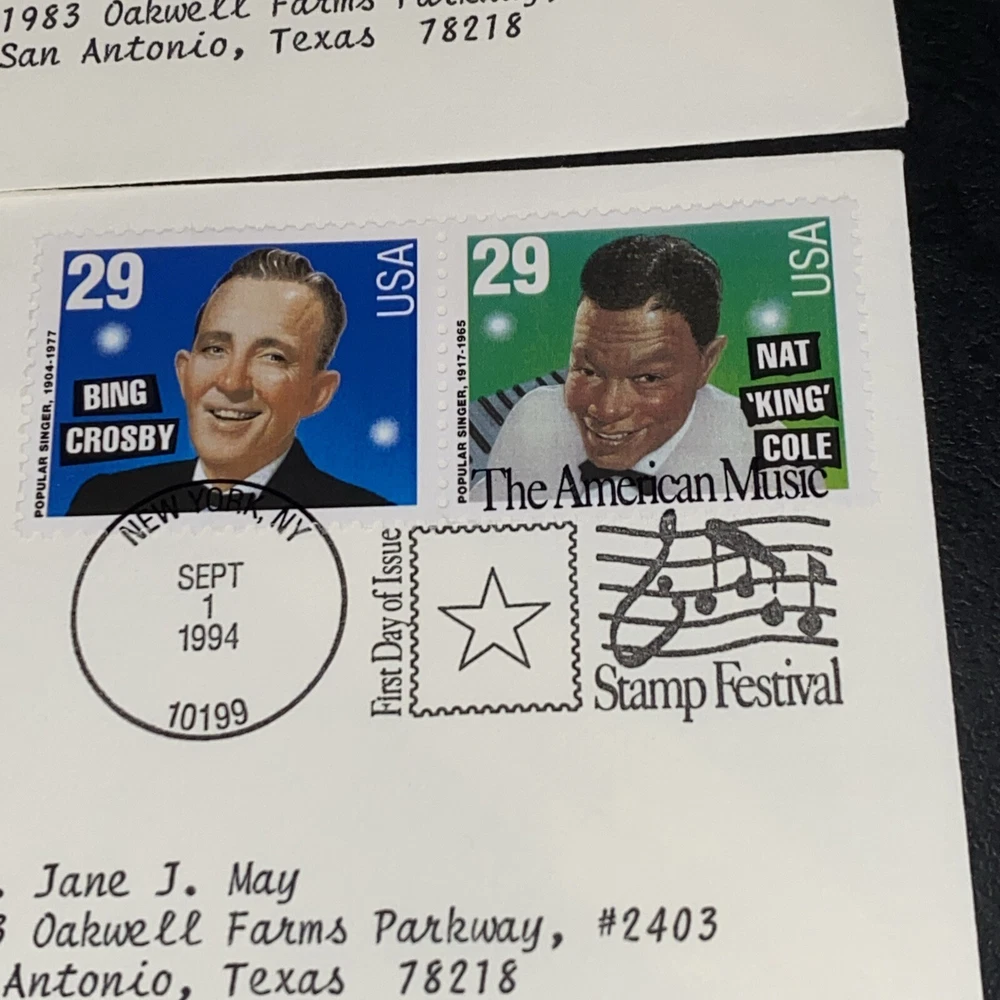 1983 Oakwell Farms Parkway,
San Antonio, Texas 78218
29
USA
POPULAR SINGER, 1904-1977
BING
CROSBY
29
USA
POPULAR SINGER, 1917-1965
NAT
'KING'
COLE
NEW YORK, NY
SEPT
1
1994
10199
First Day of Issue
The American Music
Stamp Festival
. Jane J. May
3 Oakwell Farms Parkway, #2403
Antonio, Texas 78218